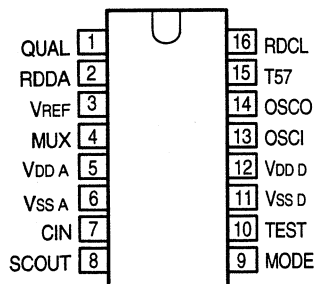 QUAL 1 16 RDCL
RDDA 2 15 T57
VREF 3 14 OSCO
MUX 4 13 OSCI
VDD A 5 12 VDD D
VSS A 6 11 VSS D
CIN 7 10 TEST
SCOUT 8 9 MODE